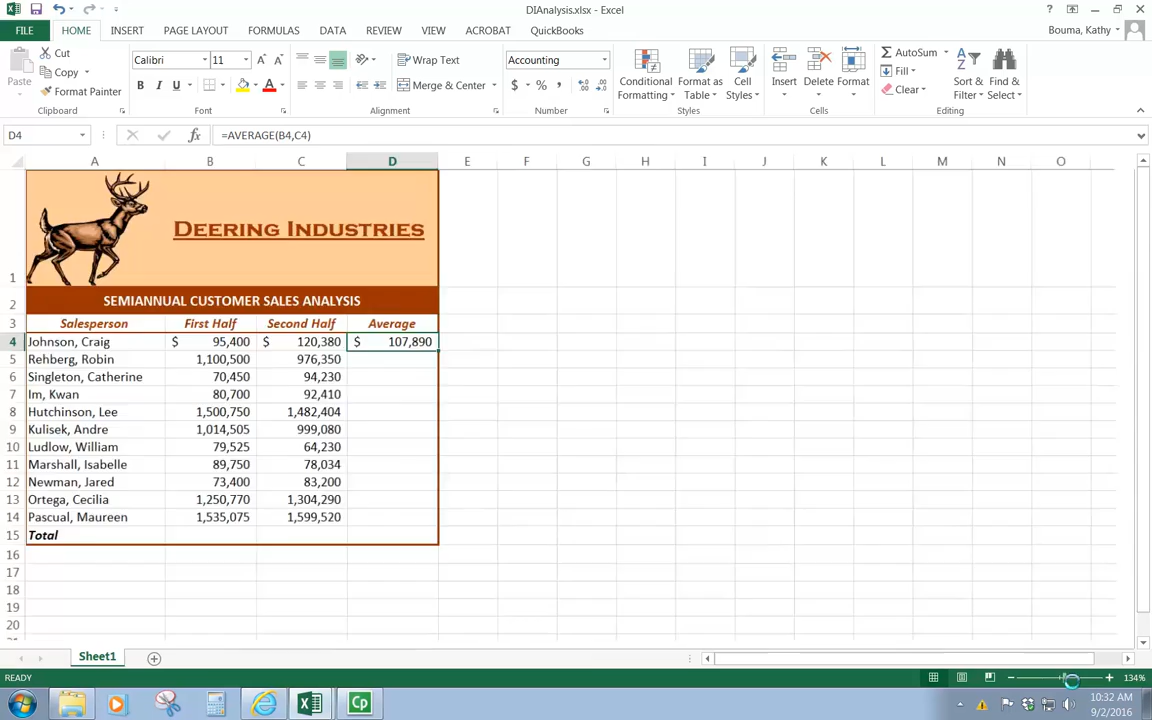 DIAnalysis.xlsx - Excel
FILE HOME INSERT PAGE LAYOUT FORMULAS DATA REVIEW VIEW ACROBAT QuickBooks Bouma, Kathy
Cut
Copy
Format Painter
Paste
Clipboard
Calibri 11
B I U
Font
Wrap Text
Merge & Center
Alignment
Accounting
$ % ,
Number
Conditional Formatting
Format as Table
Cell Styles
Styles
Insert Delete Format
Cells
AutoSum
Fill
Clear
Sort & Filter
Find & Select
Editing
D4 fx =AVERAGE(B4,C4)
A B C D E F G H I J K L M N O
1 Deering Industries
2 SEMIANNUAL CUSTOMER SALES ANALYSIS
3 Salesperson First Half Second Half Average
4 Johnson, Craig $ 95,400 $ 120,380 $ 107,890
5 Rehberg, Robin 1,100,500 976,350
6 Singleton, Catherine 70,450 94,230
7 Im, Kwan 80,700 92,410
8 Hutchinson, Lee 1,500,750 1,482,404
9 Kulisek, Andre 1,014,505 999,080
10 Ludlow, William 79,525 64,230
11 Marshall, Isabelle 89,750 78,034
12 Newman, Jared 73,400 83,200
13 Ortega, Cecilia 1,250,770 1,304,290
14 Pascual, Maureen 1,535,075 1,599,520
15 Total
16
17
18
19
20
Sheet1
READY 134%
10:32 AM
9/2/2016